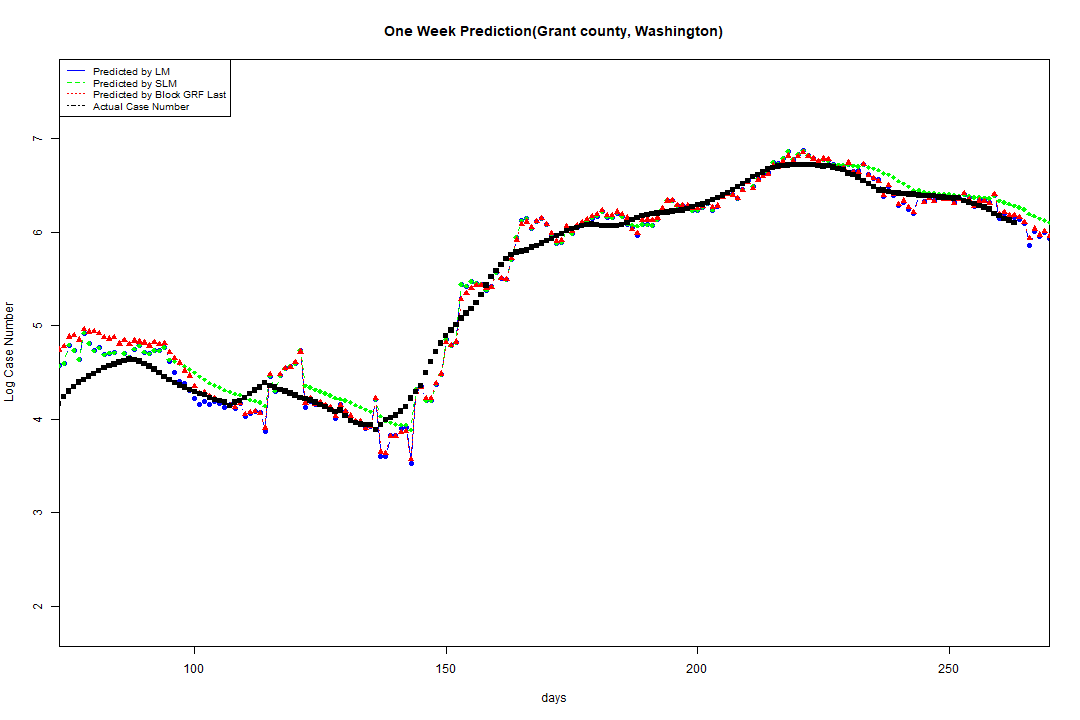 One Week Prediction(Grant county, Washington)
Predicted by LM
Predicted by SLM
Predicted by Block GRF Last
Actual Case Number
7
6
5
4
3
2
Log Case Number
100
150
200
250
days